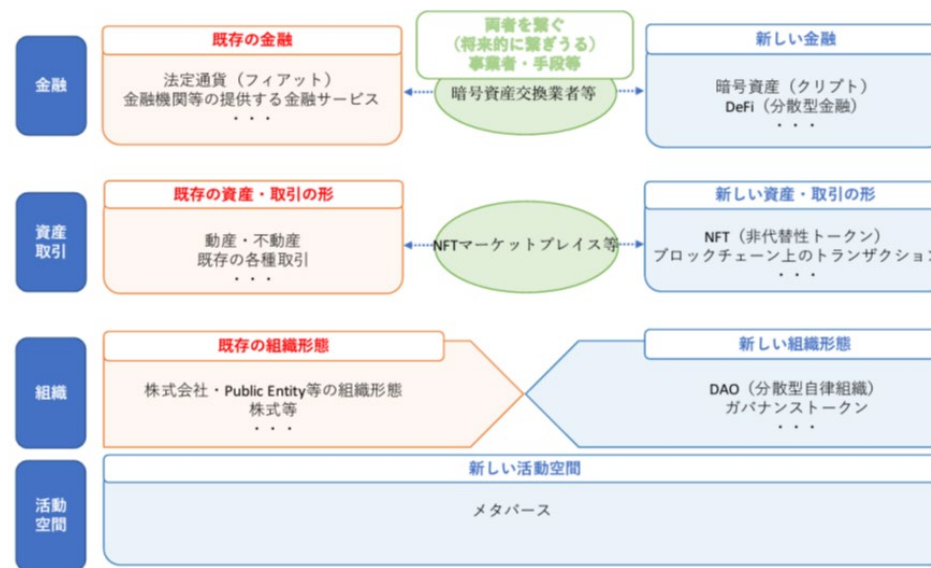 金融
既存の金融
法定通貨（フィアット）
金融機関等の提供する金融サービス
・・・
両者を繋ぐ
（将来的に繋ぎうる）
事業者・手段等
暗号資産交換業者等
新しい金融
暗号資産（クリプト）
DeFi（分散型金融）
・・・
資産
取引
既存の資産・取引の形
動産・不動産
既存の各種取引
・・・
NFTマーケットプレイス等
新しい資産・取引の形
NFT（非代替性トークン）
ブロックチェーン上のトランザクション
・・・
組織
既存の組織形態
株式会社・Public Entity等の組織形態
株式等
・・・
新しい組織形態
DAO（分散型自律組織）
ガバナンストークン
・・・
活動
空間
新しい活動空間
メタバース